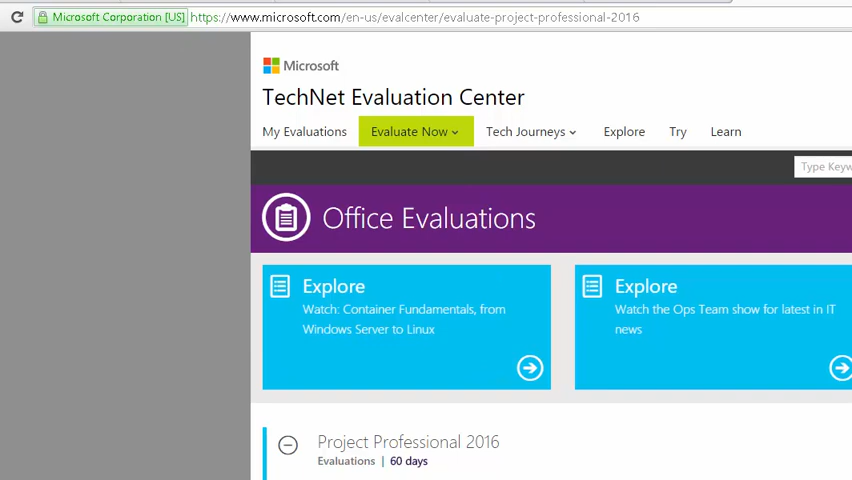 Microsoft Corporation [US] https://www.microsoft.com/en-us/evalcenter/evaluate-project-professional-2016
Microsoft
TechNet Evaluation Center
My Evaluations Evaluate Now Tech Journeys Explore Try Learn
Type Keyw
Office Evaluations
Explore Explore
Watch: Container Fundamentals, from Watch the Ops Team show for latest in IT
Windows Server to Linux news
Project Professional 2016
Evaluations | 60 days